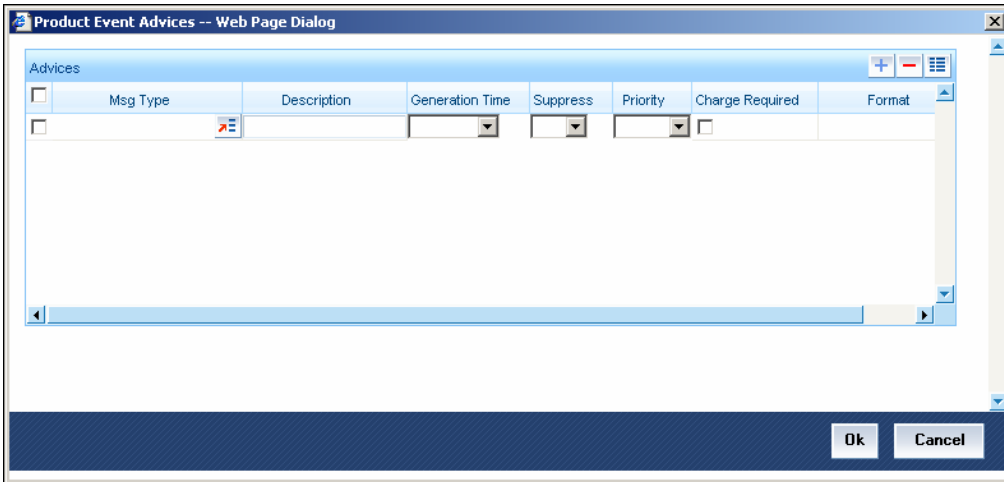 Product Event Advices -- Web Page Dialog
Advices
Msg Type Description Generation Time Suppress Priority Charge Required Format
Ok Cancel